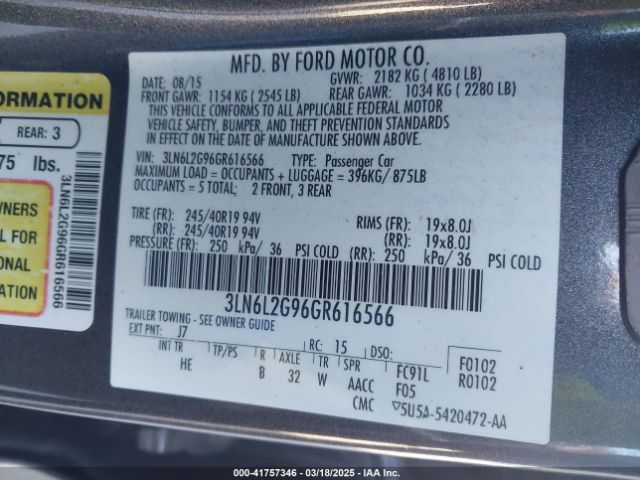 MFD. BY FORD MOTOR CO.
DATE: 08/15 GVWR: 2182 KG ( 4810 LB)
FRONT GAWR: 1154 KG ( 2545 LB) REAR GAWR: 1034 KG ( 2280 LB)
THIS VEHICLE CONFORMS TO ALL APPLICABLE FEDERAL MOTOR
VEHICLE SAFETY, BUMPER, AND THEFT PREVENTION STANDARDS
IN EFFECT ON THE DATE OF MANUFACTURE SHOWN ABOVE.
VIN: 3LN6L2G96GR616566 TYPE: Passenger Car
MAXIMUM LOAD = OCCUPANTS + LUGGAGE = 396KG/ 875LB
OCCUPANTS = 5 TOTAL; 2 FRONT, 3 REAR
TIRE (FR): 245/40R19 94V RIMS (FR): 19x8.0J
(RR): 245/40R19 94V (RR): 19x8.0J
PRESSURE (FR): 250 kPa/ 36 PSI COLD (RR): 250 kPa/ 36 PSI COLD
3LN6L2G96GR616566
TRAILER TOWING - SEE OWNER GUIDE
EXT PNT: J7 RC: 15 DSO:
INT TR TP/PS R AXLE TR SPR FC91L F0102
HE B 32 W AACC F05 R0102
CMC ▽5U5A-5420472-AA
FORMATION
REAR: 3
75 lbs.
WNERS
L FOR
IONAL
ATION
3LN6L2G96GR616566
000-41757346 — 03/18/2025 — IAA Inc.